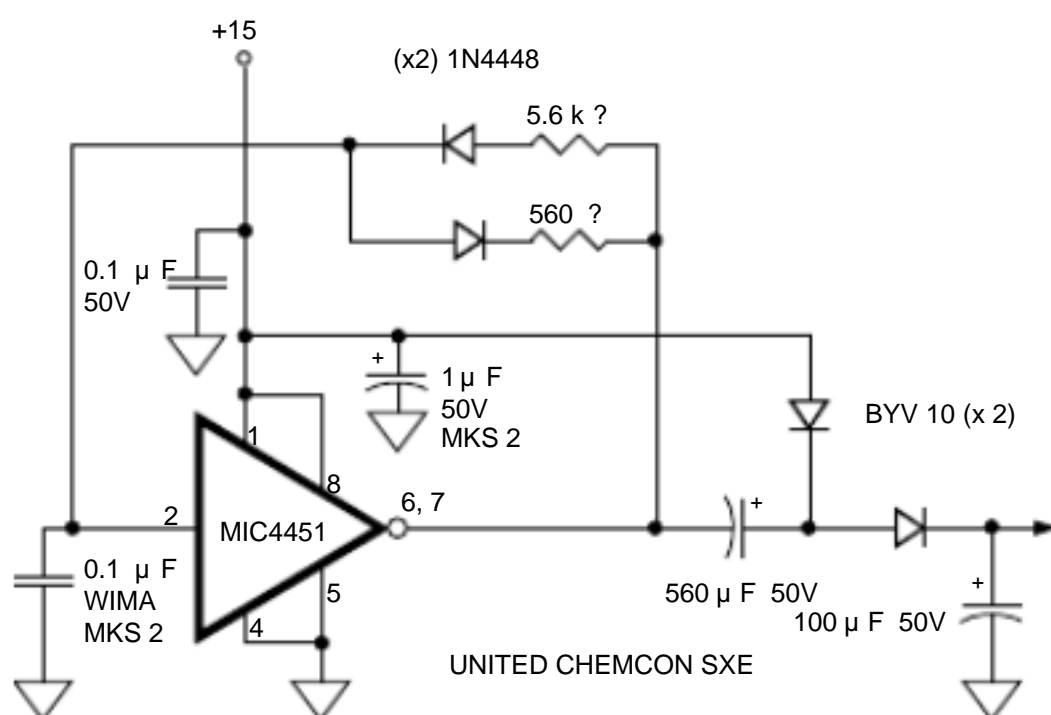 +15
(x2) 1N4448
5.6 k ?
560 ?
0.1 µ F
50V
+
1 µ F
50V
MKS 2
BYV 10 (x 2)
1
8
6, 7
2
MIC4451
+
0.1 µ F
WIMA
MKS 2
5
4
560 µ F 50V
+
100 µ F 50V
UNITED CHEMCON SXE